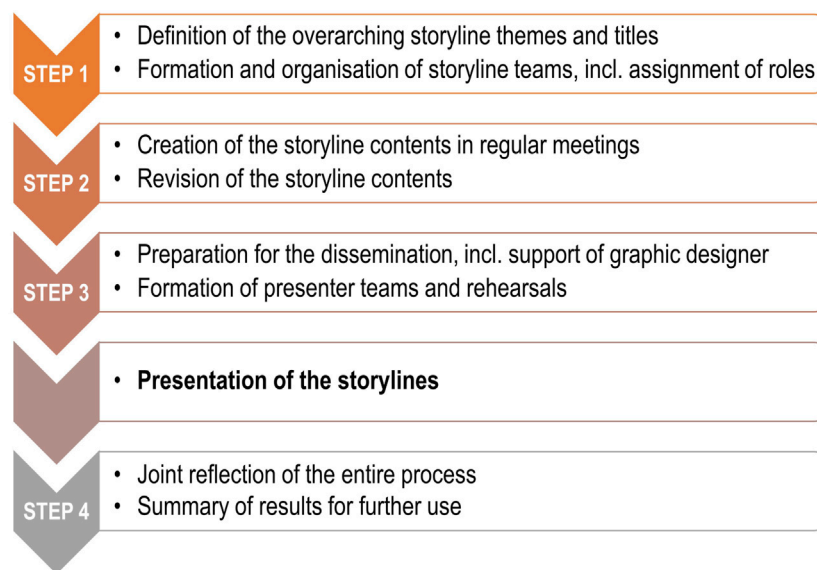 STEP 1
• Definition of the overarching storyline themes and titles
• Formation and organisation of storyline teams, incl. assignment of roles
STEP 2
• Creation of the storyline contents in regular meetings
• Revision of the storyline contents
STEP 3
• Preparation for the dissemination, incl. support of graphic designer
• Formation of presenter teams and rehearsals
• Presentation of the storylines
STEP 4
• Joint reflection of the entire process
• Summary of results for further use